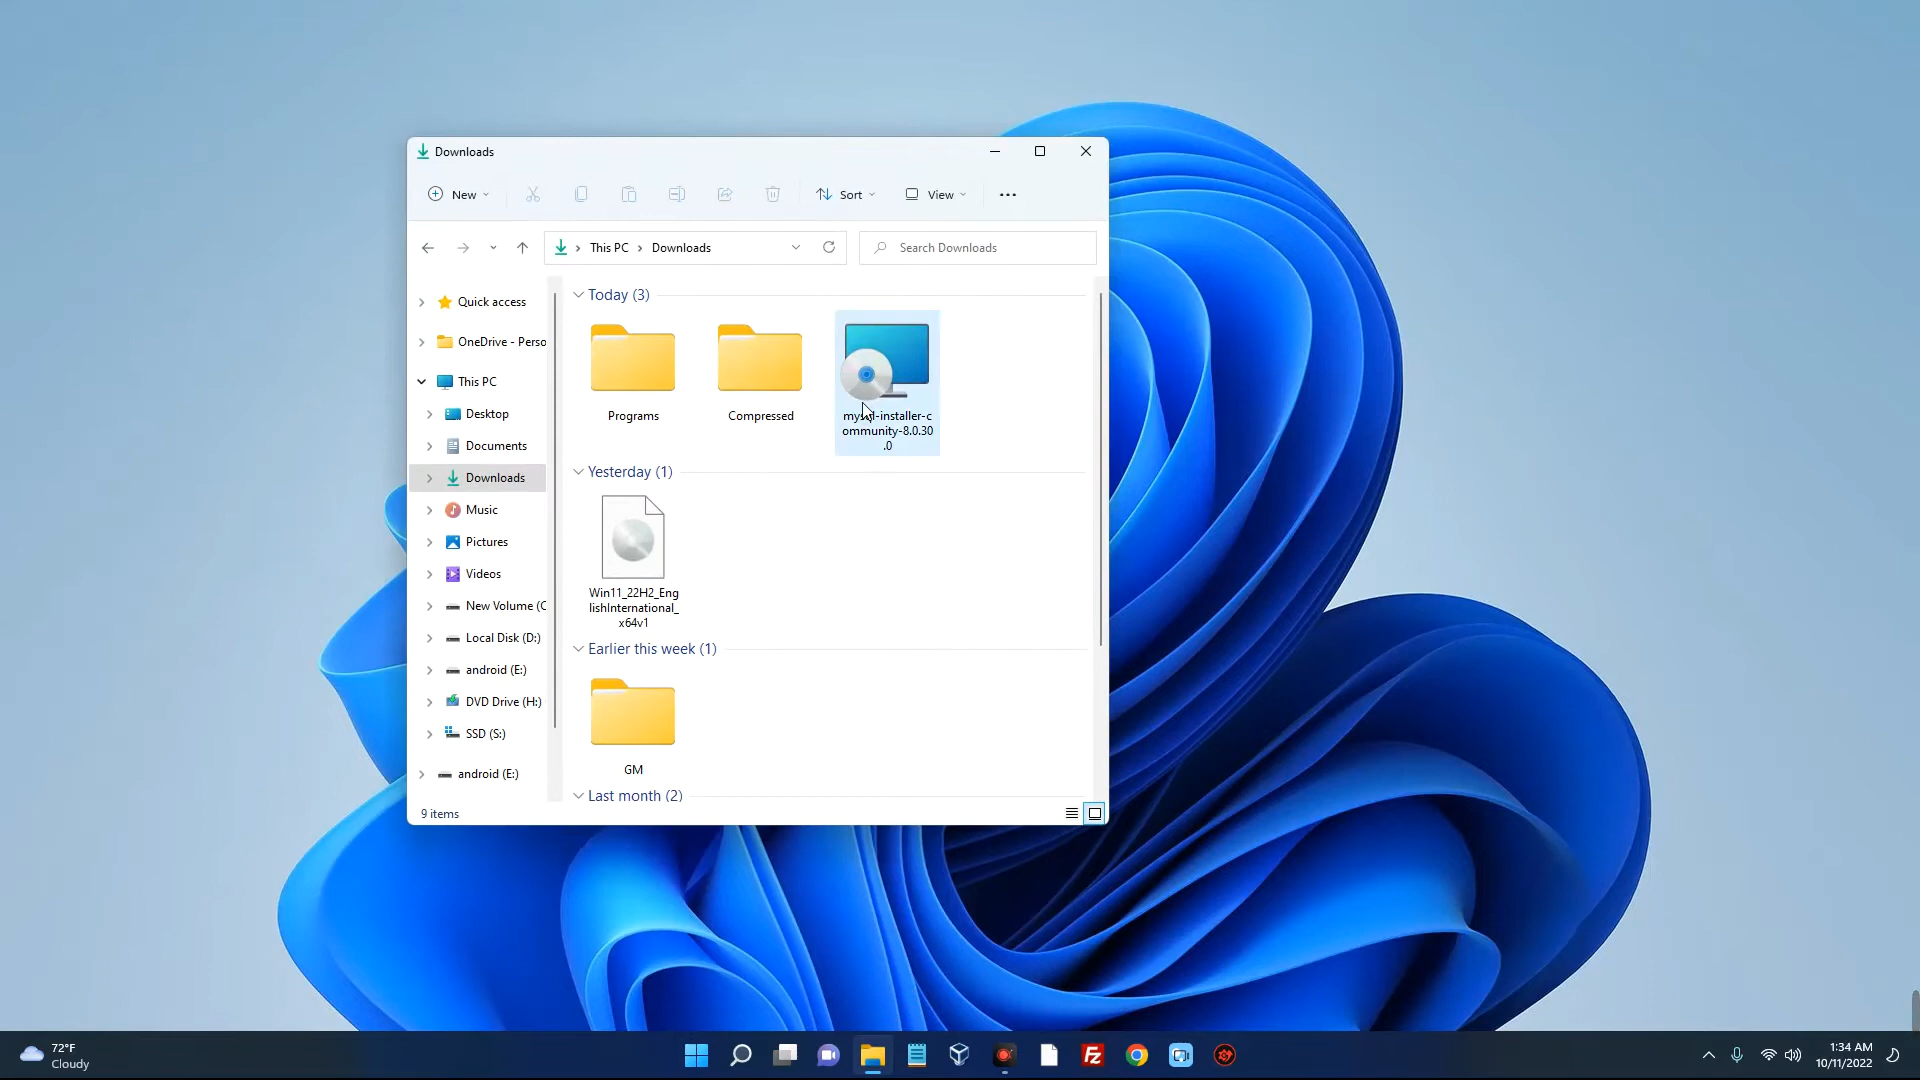 Downloads
New
Sort
View
This PC
Downloads
Search Downloads
Quick access
OneDrive - Perso
This PC
Desktop
Documents
Downloads
Music
Pictures
Videos
New Volume (C
Local Disk (D:)
android (E:)
DVD Drive (H:)
SSD (S:)
android (E:)
Today (3)
Programs
Compressed
mysql-installer-c
ommunity-8.0.30
.0
Yesterday (1)
Win11_22H2_Eng
lishInternational_
x64v1
Earlier this week (1)
GM
Last month (2)
9 items
72°F
Cloudy
Fz
1:34 AM
10/11/2022